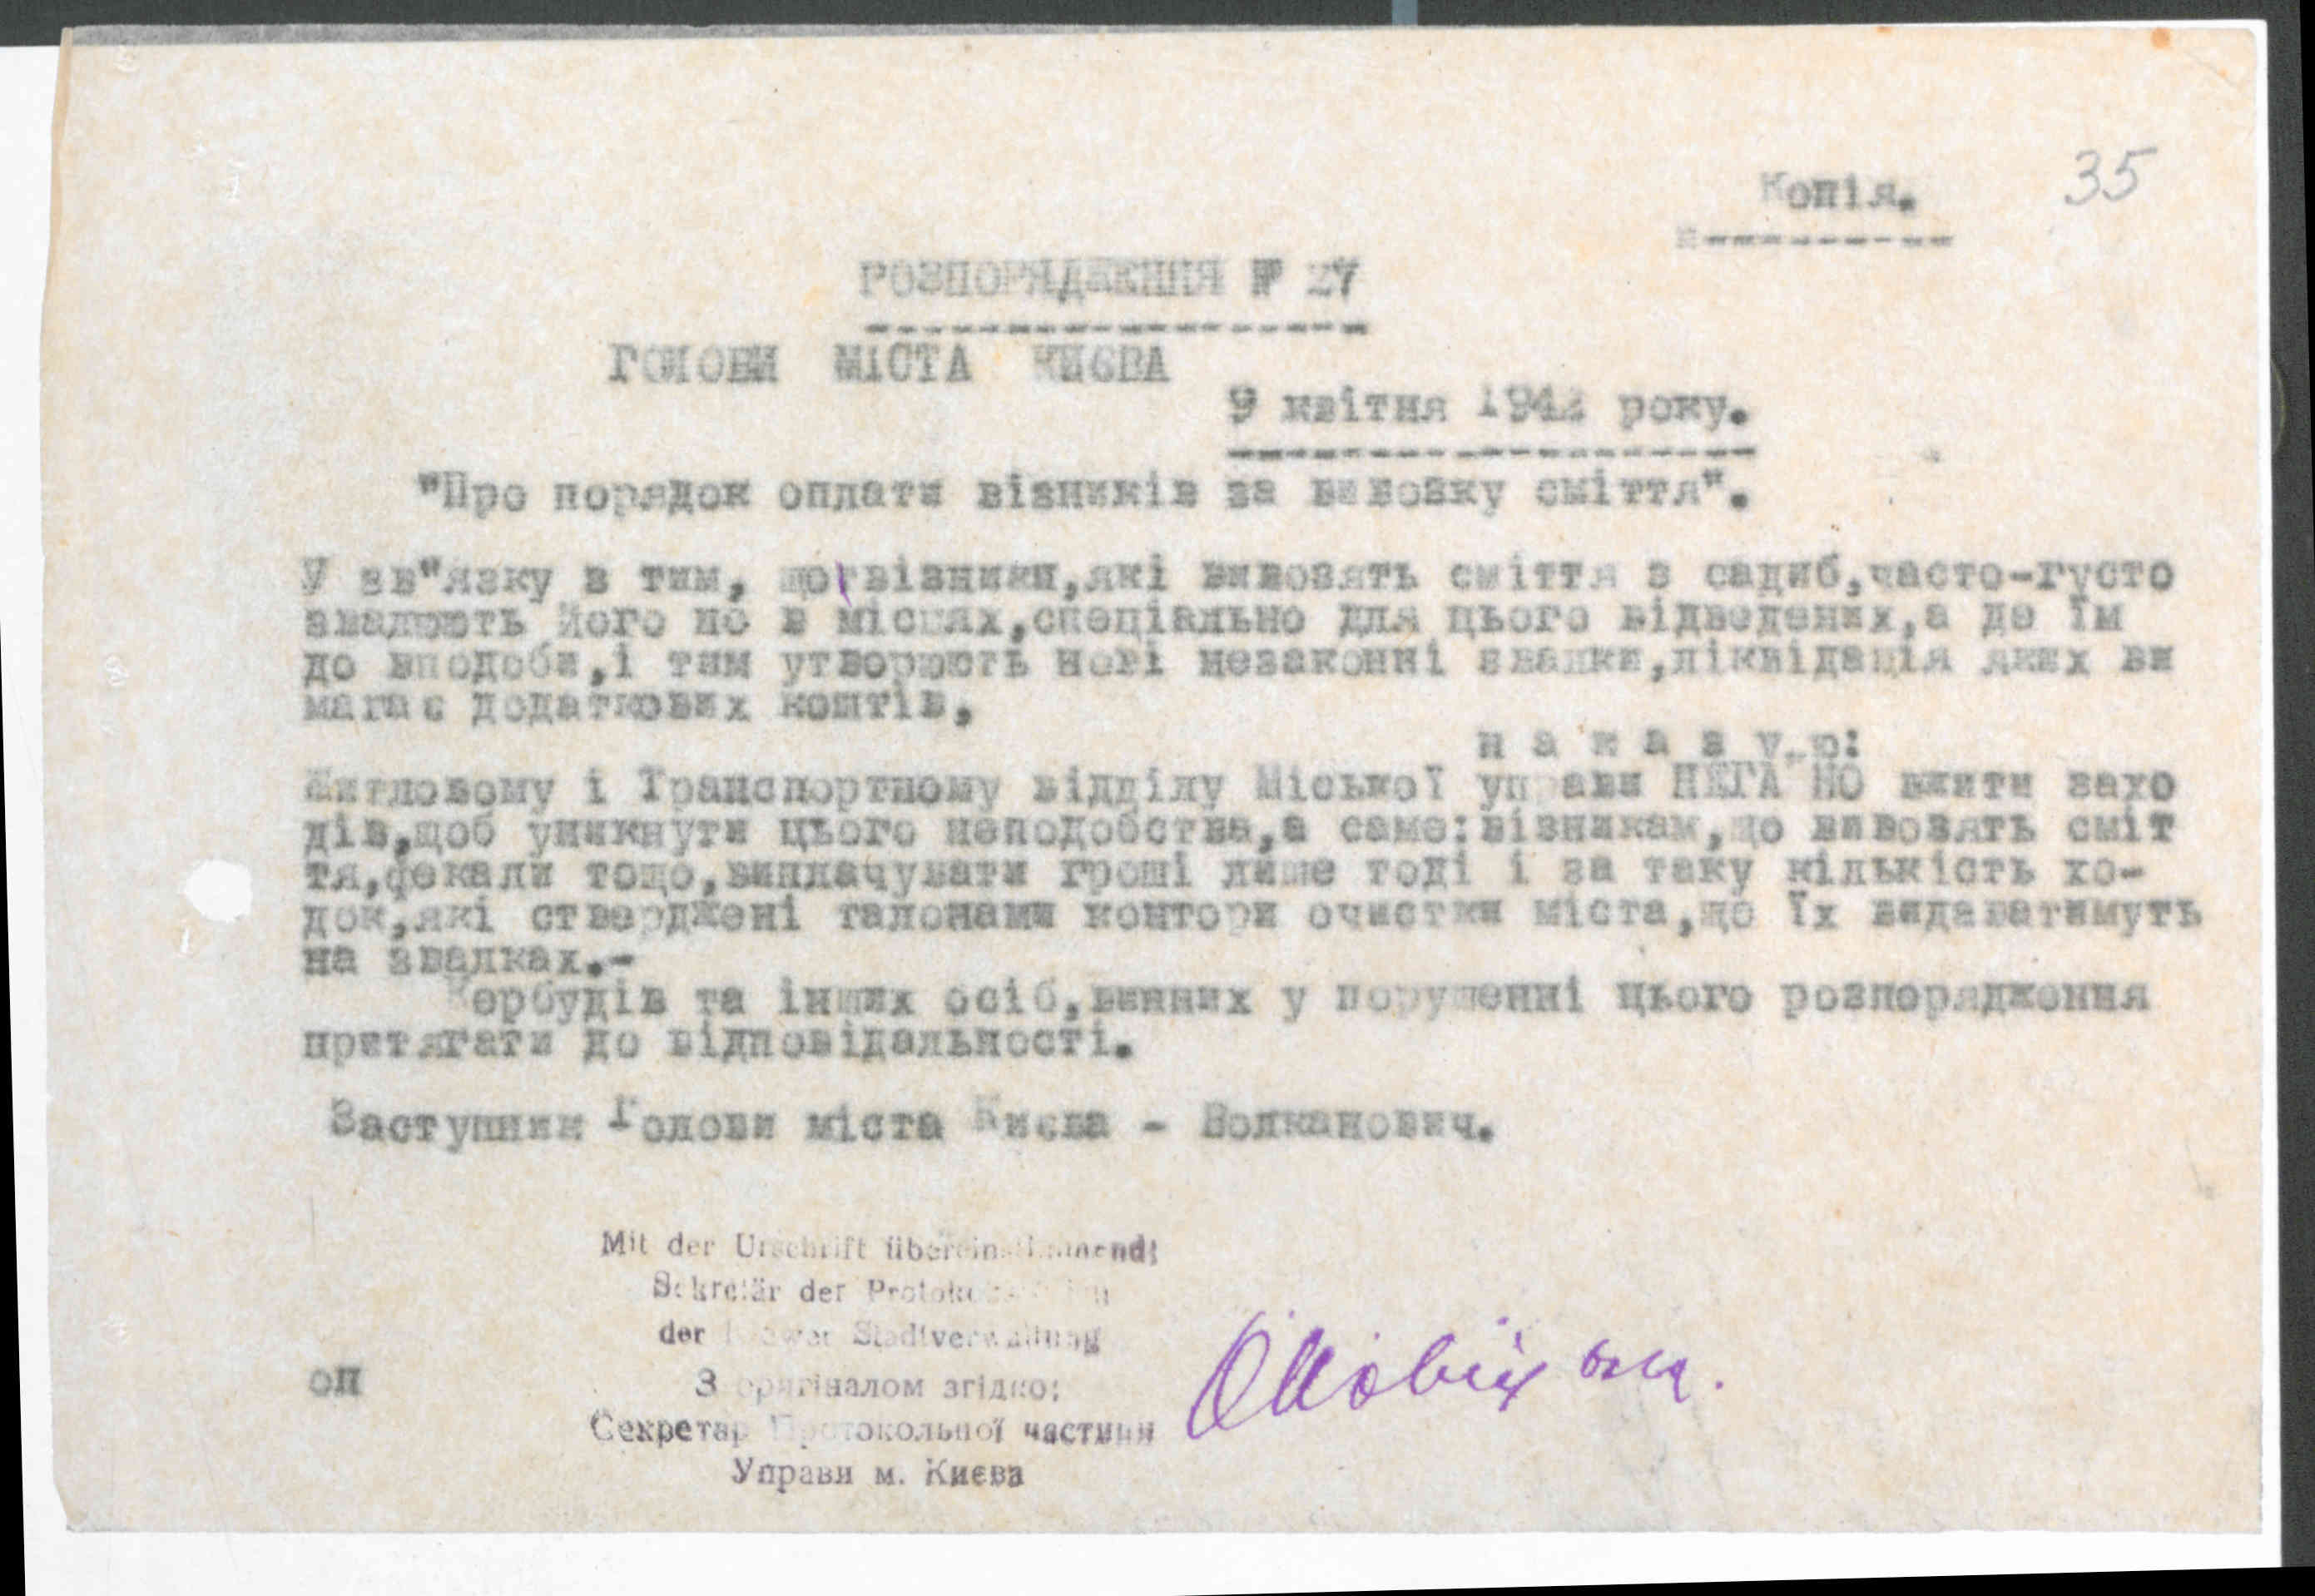 35
Копія.
РОЗПОРЯДЖЕННЯ № 27
ГОЛОВИ МІСТА КИЄВА
9 квітня 1942 року.
"Про порядок оплати візників за вивозку сміття".
У зв"язку з тим, що візники,які вивозять сміття з садиб,часто-густо
звалюють його не в місцях,спеціально для цього відведених,а де їм
до вподоби,і тим утворюють нові незаконні звалки,ліквідація яких ви
магає додаткових коштів,
н а к а з у ю:
Житловому і Транспортному відділу Міської управи НЕГАЙНО вжити захо
дів,щоб уникнути цього неподобства,а саме:візникам,що вивозять сміт
тя,фекали тощо,виплачувати гроші лише тоді і за таку кількість хо-
док,які стверджені талонами контори очистки міста,що їх видаватимуть
на звалках.-
Кербудів та інших осіб,винних у порушенні цього розпорядження
притягати до відповідальності.
Заступник Голови міста Києва - Волканович.
Mit der Urschrift übereinstimmend:
Sekretär der
der Kiewer Stadtverwaltung
З оригіналом згідно:
Секретар Протокольної частини
Управи м. Києва
оп